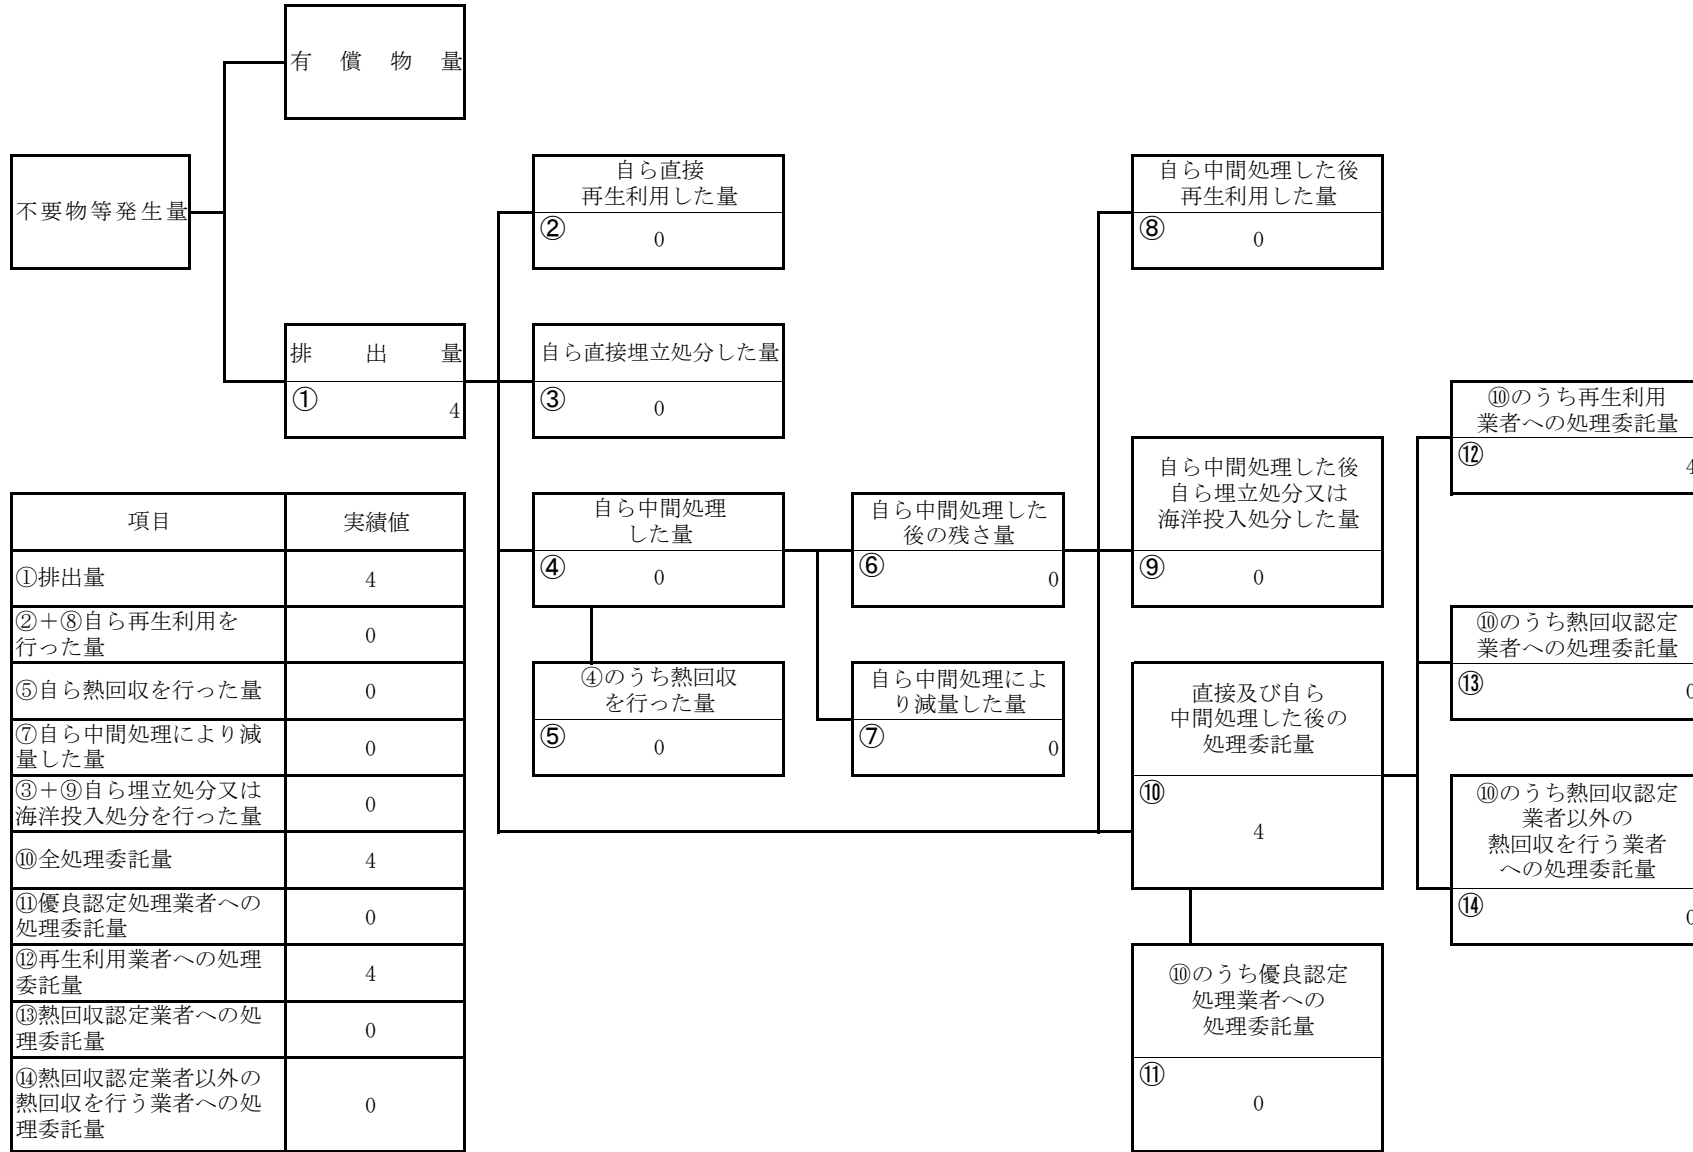 有償物量
不要物等発生量
排出量
①
4
自ら直接
再生利用した量
②
0
自ら直接埋立処分した量
③
0
自ら中間処理
した量
④
0
④のうち熱回収
を行った量
⑤
0
自ら中間処理した
後の残さ量
⑥
0
自ら中間処理によ
り減量した量
⑦
0
自ら中間処理した後
再生利用した量
⑧
0
自ら中間処理した後
自ら埋立処分又は
海洋投入処分した量
⑨
0
直接及び自ら
中間処理した後の
処理委託量
⑩
4
⑩のうち優良認定
処理業者への
処理委託量
⑪
0
⑩のうち再生利用
業者への処理委託量
⑫
4
⑩のうち熱回収認定
業者への処理委託量
⑬
0
⑩のうち熱回収認定
業者以外の
熱回収を行う業者
への処理委託量
⑭
0
項目 実績値
①排出量 4
②＋⑧自ら再生利用を
行った量 0
⑤自ら熱回収を行った量 0
⑦自ら中間処理により減
量した量 0
③＋⑨自ら埋立処分又は
海洋投入処分を行った量 0
⑩全処理委託量 4
⑪優良認定処理業者への
処理委託量 0
⑫再生利用業者への処理
委託量 4
⑬熱回収認定業者への処
理委託量 0
⑭熱回収認定業者以外の
熱回収を行う業者への処
理委託量 0